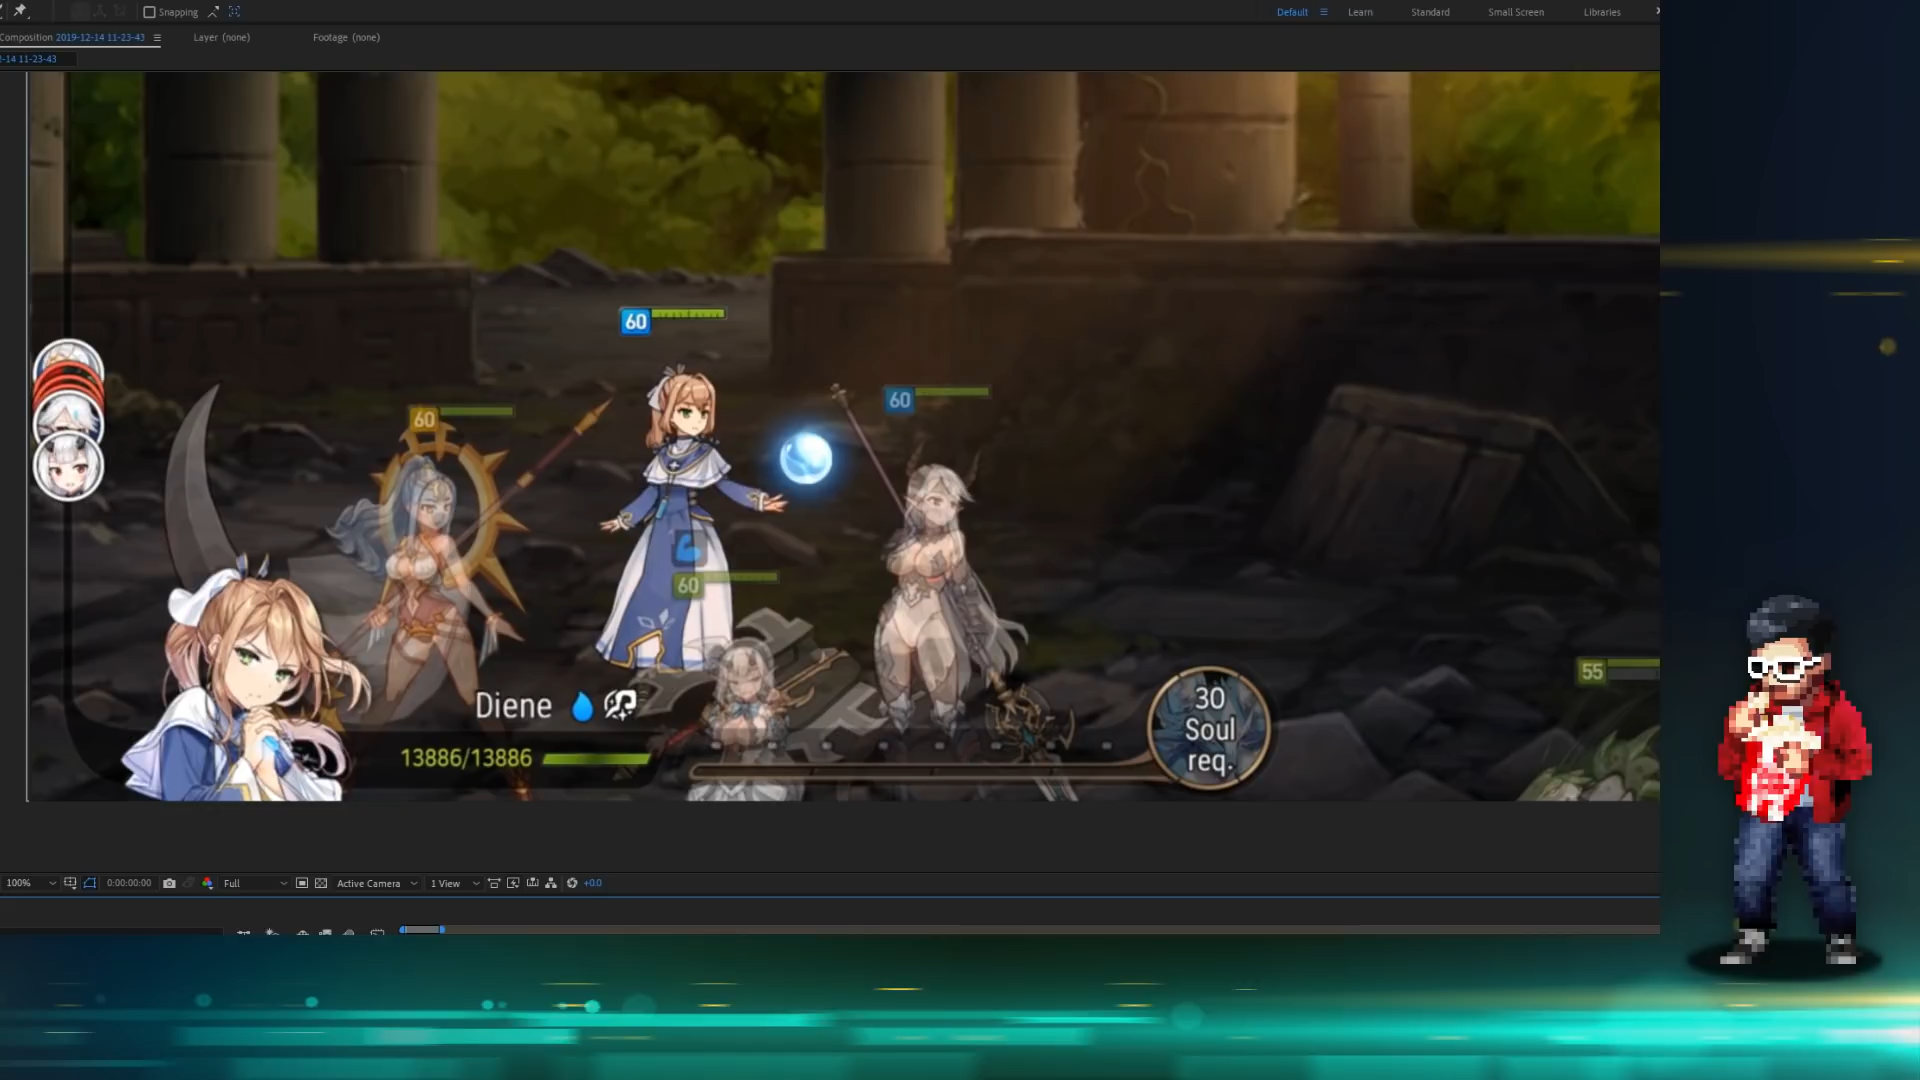 Snapping
Default
Learn
Standard
Small Screen
Libraries
Composition 2019-12-14 11-23-43
Layer (none)
Footage (none)
-14 11-23-43
60
60
60
60
55
Diene
13886/13886
30
Soul
req.
100%
0:00:00:00
Full
Active Camera
1 View
+0.0